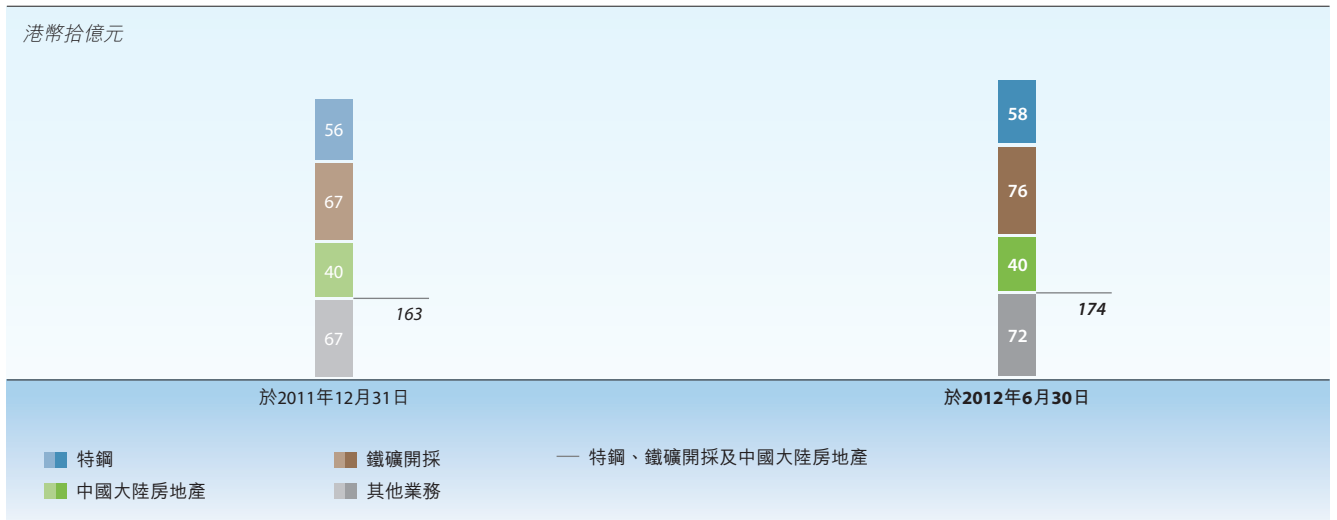 港幣拾億元
56
67
40
163
67
58
76
40
174
72
於2011年12月31日
於2012年6月30日
特鋼
鐵礦開採
特鋼、鐵礦開採及中國大陸房地產
中國大陸房地產
其他業務